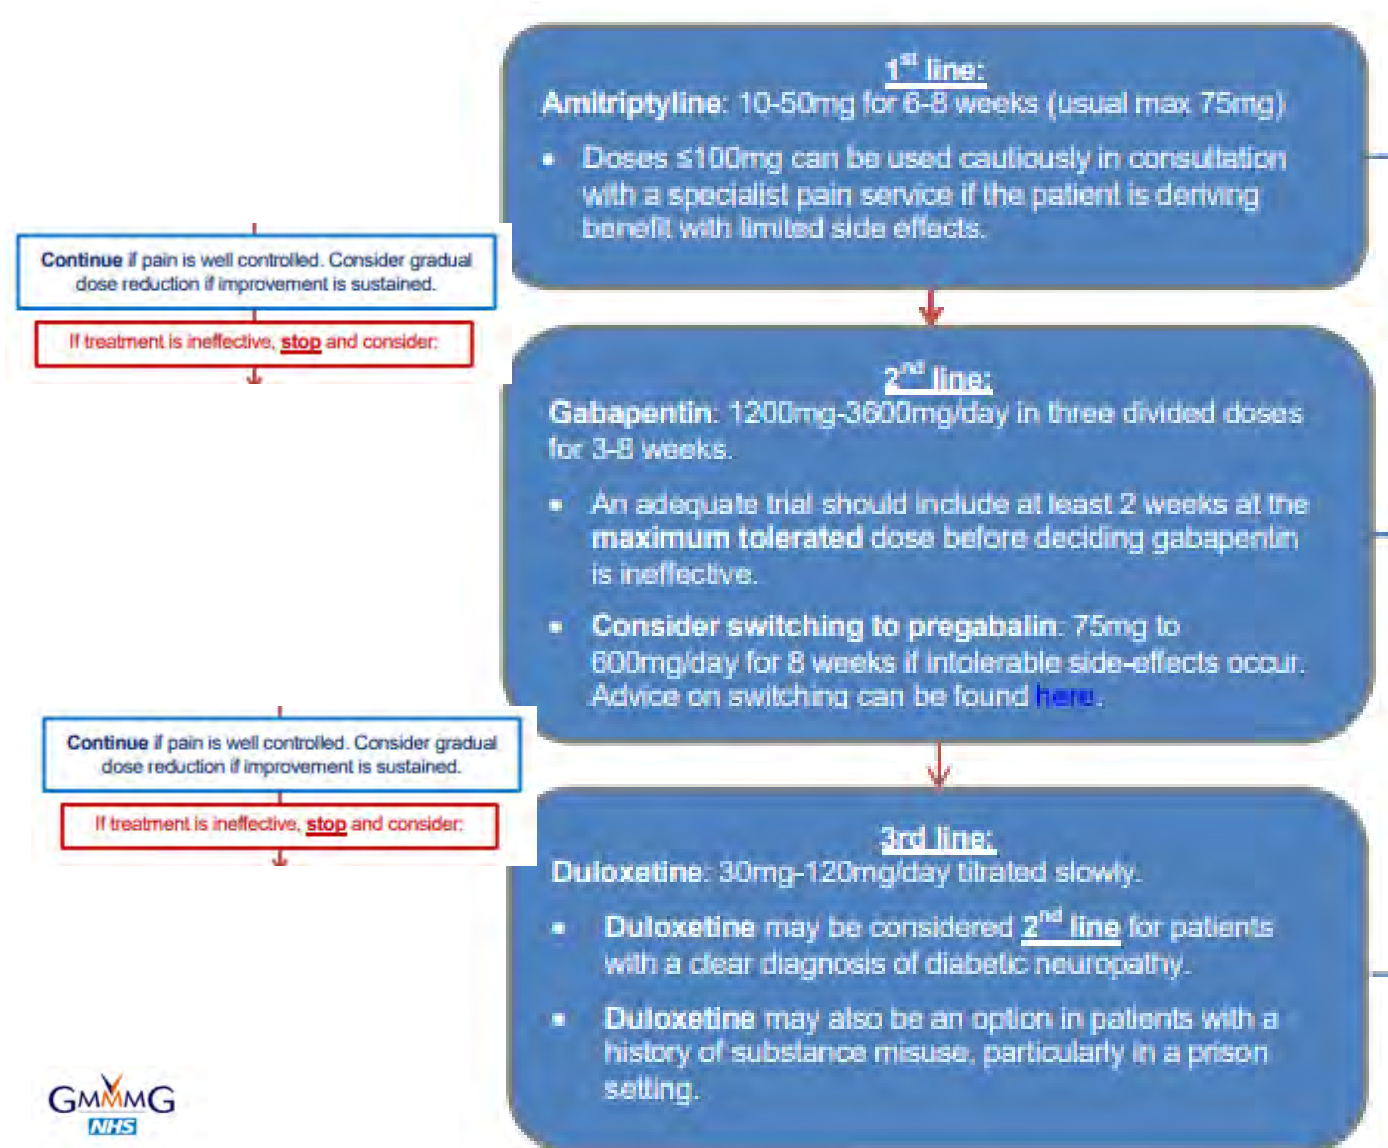 1st line:
Amitriptyline: 10-50mg for 6-8 weeks (usual max 75mg)
• Doses ≤100mg can be used cautiously in consultation
with a specialist pain service if the patient is deriving
benefit with limited side effects.
Continue if pain is well controlled. Consider gradual
dose reduction if improvement is sustained.
If treatment is ineffective, stop and consider:
2nd line:
Gabapentin: 1200mg-3600mg/day in three divided doses
for 3-8 weeks.
• An adequate trial should include at least 2 weeks at the
maximum tolerated dose before deciding gabapentin
is ineffective.
• Consider switching to pregabalin: 75mg to
600mg/day for 8 weeks if intolerable side-effects occur.
Advice on switching can be found here.
Continue if pain is well controlled. Consider gradual
dose reduction if improvement is sustained.
If treatment is ineffective, stop and consider:
3rd line:
Duloxetine: 30mg-120mg/day titrated slowly.
• Duloxetine may be considered 2nd line for patients
with a clear diagnosis of diabetic neuropathy.
• Duloxetine may also be an option in patients with a
history of substance misuse, particularly in a prison
setting.
GMMMG
NHS